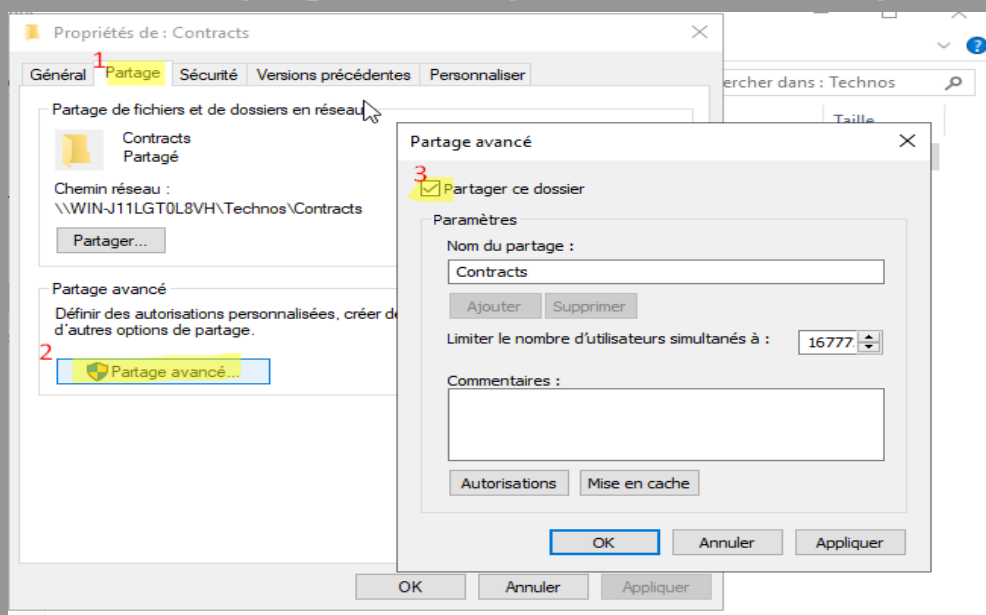 Propriétés de : Contracts
1
Général Partage Sécurité Versions précédentes Personnaliser
ercher dans : Technos
Taille
Partage de fichiers et de dossiers en réseau
Contracts
Partagé
Chemin réseau :
\\WIN-J11LGT0L8VH\Technos\Contracts
Partager...
Partage avancé
Définir des autorisations personnalisées, créer de
d'autres options de partage.
2
Partage avancé...
OK Annuler Appliquer
Partage avancé
3
Partager ce dossier
Paramètres
Nom du partage :
Contracts
Ajouter Supprimer
Limiter le nombre d'utilisateurs simultanés à : 16777
Commentaires :
Autorisations Mise en cache
OK Annuler Appliquer